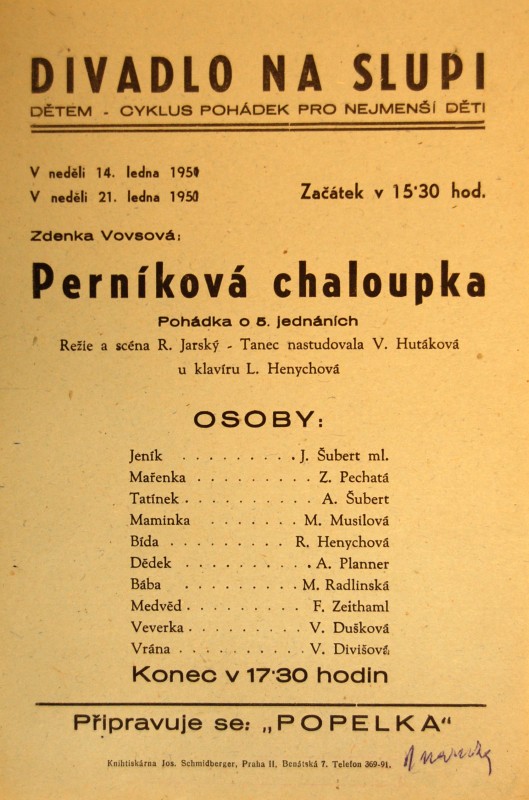 DIVADLO NA SLUPI
DĚTEM - CYKLUS POHÁDEK PRO NEJMENŠÍ DĚTI
V neděli 14. ledna 1951
V neděli 21. ledna 1951
Začátek v 15·30 hod.
Zdenka Vovsová:
Perníková chaloupka
Pohádka o 5. jednáních
Režie a scéna R. Jarský - Tanec nastudovala V. Hutáková
u klavíru L. Henychová
OSOBY:
Jeník . . . . . . . . . J. Šubert ml.
Mařenka . . . . . . . . . Z. Pechatá
Tatínek . . . . . . . . . A. Šubert
Maminka . . . . . . . . M. Musilová
Bída . . . . . . . . . R. Henychová
Dědek . . . . . . . . . A. Planner
Bába . . . . . . . . . M. Radlinská
Medvěd . . . . . . . . . F. Zeithaml
Veverka . . . . . . . . . V. Dušková
Vrána . . . . . . . . . V. Divišová
Konec v 17·30 hodin
Připravuje se: „POPELKA"
Knihtiskárna Jos. Schmidberger, Praha II, Benátská 7. Telefon 369-91.